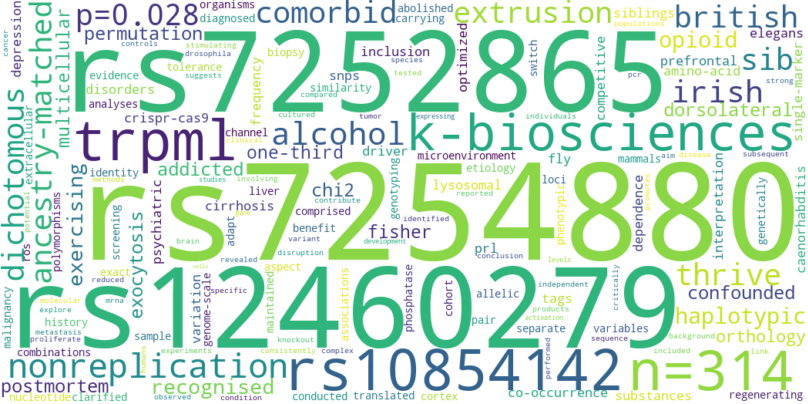 p=0.028
organisms
diagnosed
comorbid
abolished
carrying
extrusion
siblings
populations
british
cancer
depression
ancestry-matched
multicellular
permutation
controls
stimulating
drosophila
biopsy
inclusion
optimized
switch
competitive
opioid
elegans
prefrontal
sib
amino-acid
single-marker
rs7252865
evidence
suggests
tolerance
disorders
analyses
frequency
snps
species
similarity
tested
compared
pcr
strong
irish
individuals
dorsolateral
crispr-cas9
cultured
tumor
expressing
dichotomous
extracellular
potential
trpml
channel
clinical
alcohol
k-biosciences
one-third
driver
microenvironment
fly
mammals
aim
disease
subsequent
identity
methods
addicted
studies
involving
gene
chi2
contribute
variant
genotyping
lysosomal
reported
etiology
loci
phenotypic
promotes
interpretation
genetically
caenorhabditis
rs7254880
ros
polymorphisms
exercising
screening
psychiatric
liver
cirrhosis
adapt
comprised
benefit
fisher
identified
dependence
exocytosis
brain
revealed
disruption
development
prl
conclusion
levels
exact
reduced
mrna
molecular
explore
malignancy
history
metastasis
proliferate
humans
variation
genome-scale
cells
specific
aspect
maintained
knockout
associations
complex
phosphatase
cohort
allelic
pair
independent
tags
products
activation
separate
variables
sequence
critically
thrive
confounded
haplotypic
orthology
rs12460279
combinations
sample
experiments
consistently
performed
background
included
link
nonreplication
rs10854142
n=314
postmortem
recognised
nucleotide
clarified
observed
condition
conducted
translated
cortex
co-occurrence
substances
regenerating